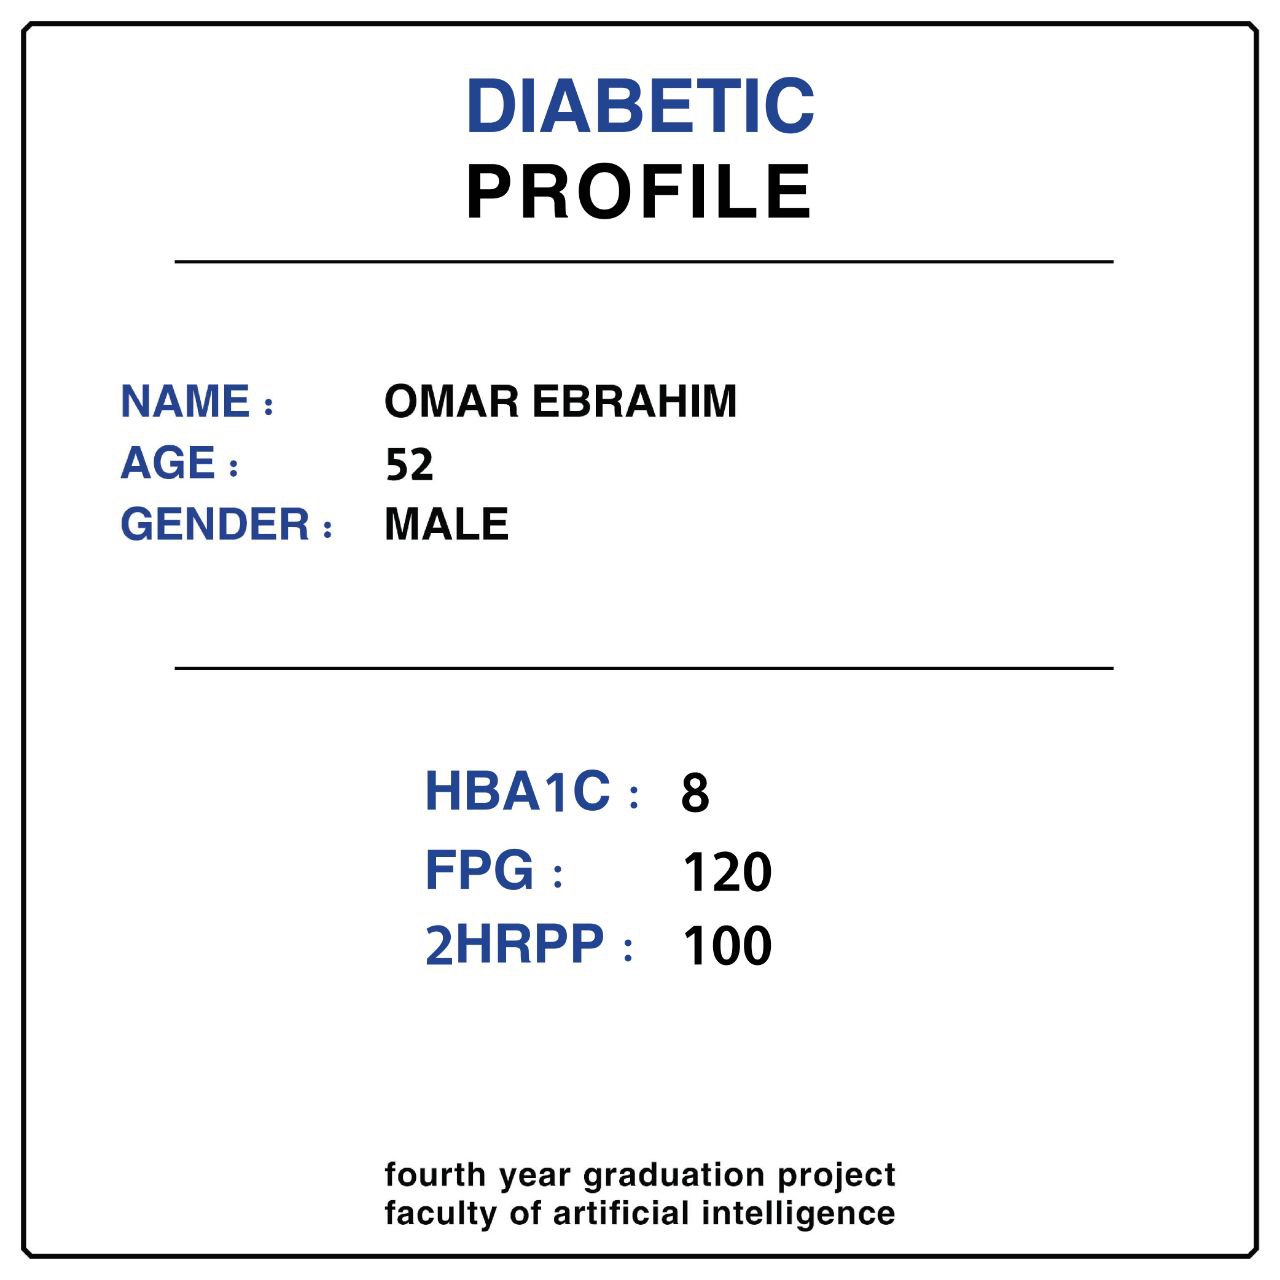 DIABETIC
PROFILE
NAME : OMAR EBRAHIM
AGE : 52
GENDER : MALE
HBA1C : 8
FPG : 120
2HRPP : 100
fourth year graduation project
faculty of artificial intelligence